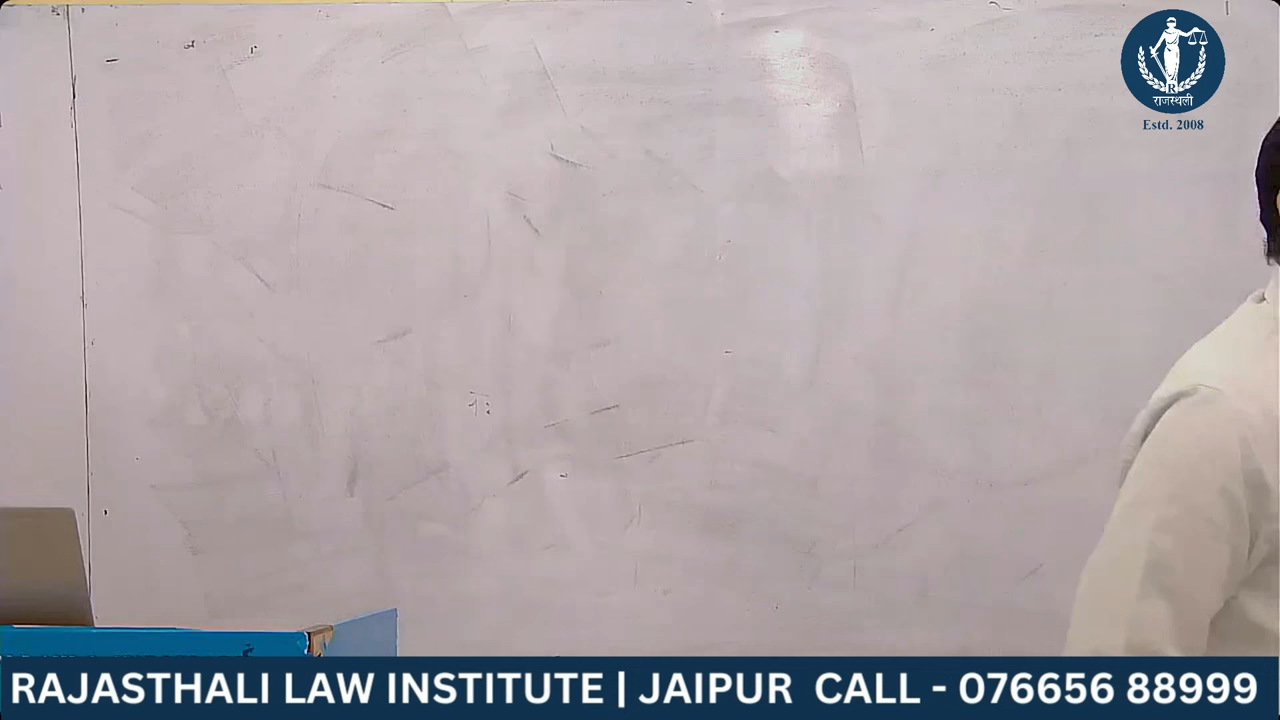 राजस्थली
Estd. 2008
RAJASTHALI LAW INSTITUTE | JAIPUR CALL - 076656 88999